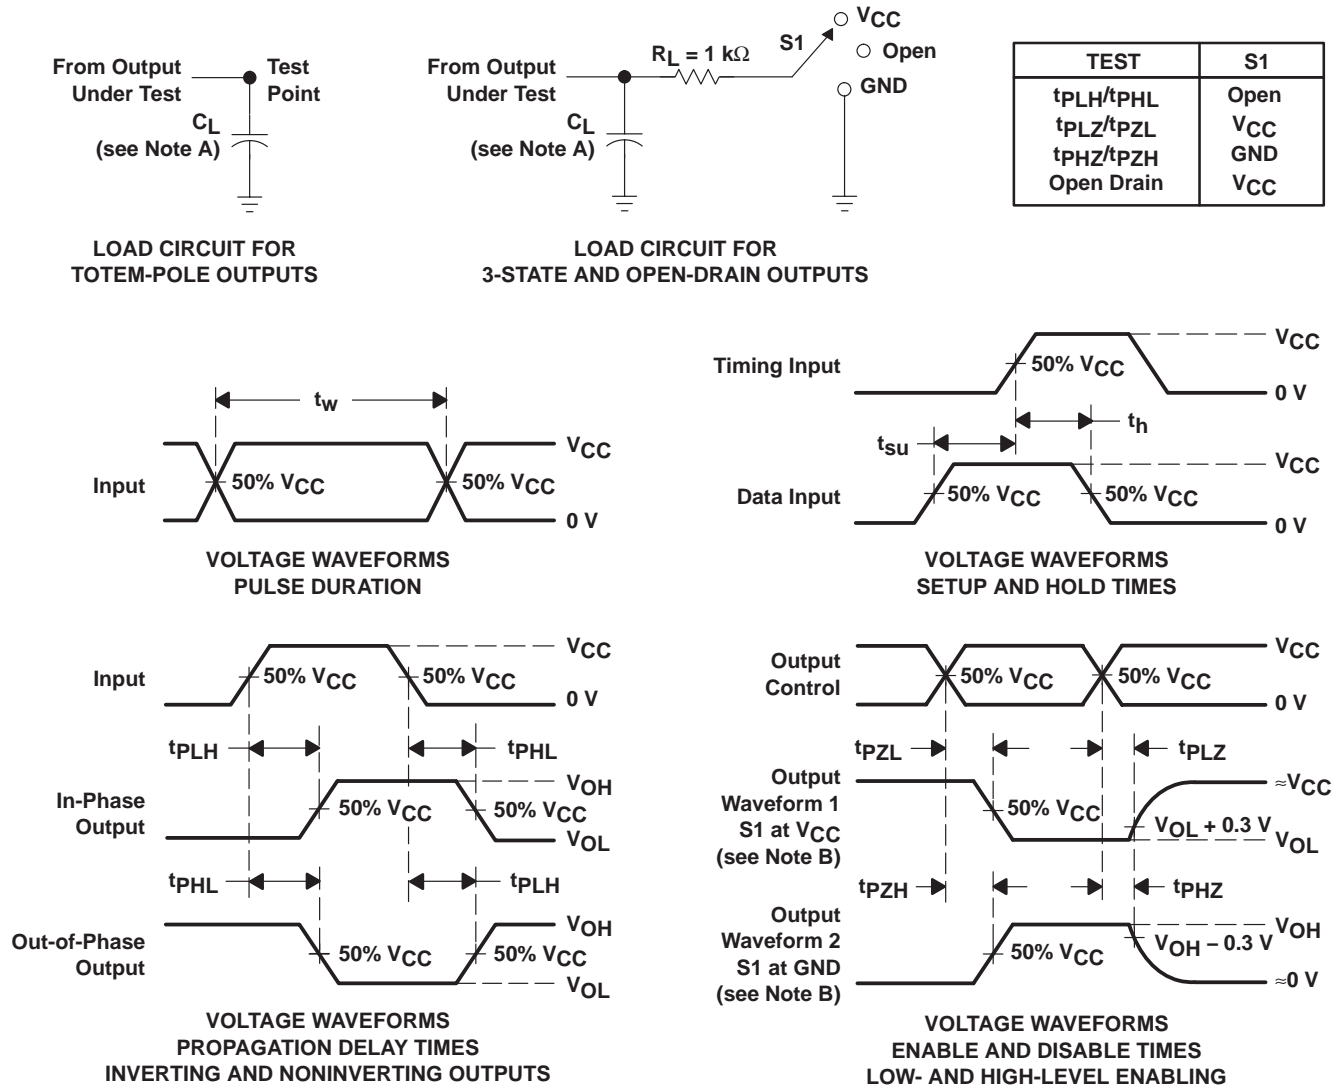 From Output
Under Test
Test
Point
CL
(see Note A)
LOAD CIRCUIT FOR
TOTEM-POLE OUTPUTS
From Output
Under Test
RL = 1 kΩ
S1
VCC
Open
GND
CL
(see Note A)
LOAD CIRCUIT FOR
3-STATE AND OPEN-DRAIN OUTPUTS
TEST S1
tPLH/tPHL Open
tPLZ/tPZL VCC
tPHZ/tPZH GND
Open Drain VCC
tw
Input
50% VCC
50% VCC
VCC
0 V
VOLTAGE WAVEFORMS
PULSE DURATION
Timing Input
50% VCC
VCC
0 V
tsu
th
Data Input
50% VCC
50% VCC
VCC
0 V
VOLTAGE WAVEFORMS
SETUP AND HOLD TIMES
Input
50% VCC
50% VCC
VCC
0 V
tPLH
tPHL
In-Phase
Output
50% VCC
50% VCC
VOH
VOL
tPHL
tPLH
Out-of-Phase
Output
50% VCC
50% VCC
VOH
VOL
VOLTAGE WAVEFORMS
PROPAGATION DELAY TIMES
INVERTING AND NONINVERTING OUTPUTS
Output
Control
50% VCC
50% VCC
VCC
0 V
tPZL
tPLZ
Output
Waveform 1
S1 at VCC
(see Note B)
50% VCC
≈VCC
VOL + 0.3 V
VOL
tPZH
tPHZ
Output
Waveform 2
S1 at GND
(see Note B)
50% VCC
VOH
VOH − 0.3 V
≈0 V
VOLTAGE WAVEFORMS
ENABLE AND DISABLE TIMES
LOW- AND HIGH-LEVEL ENABLING